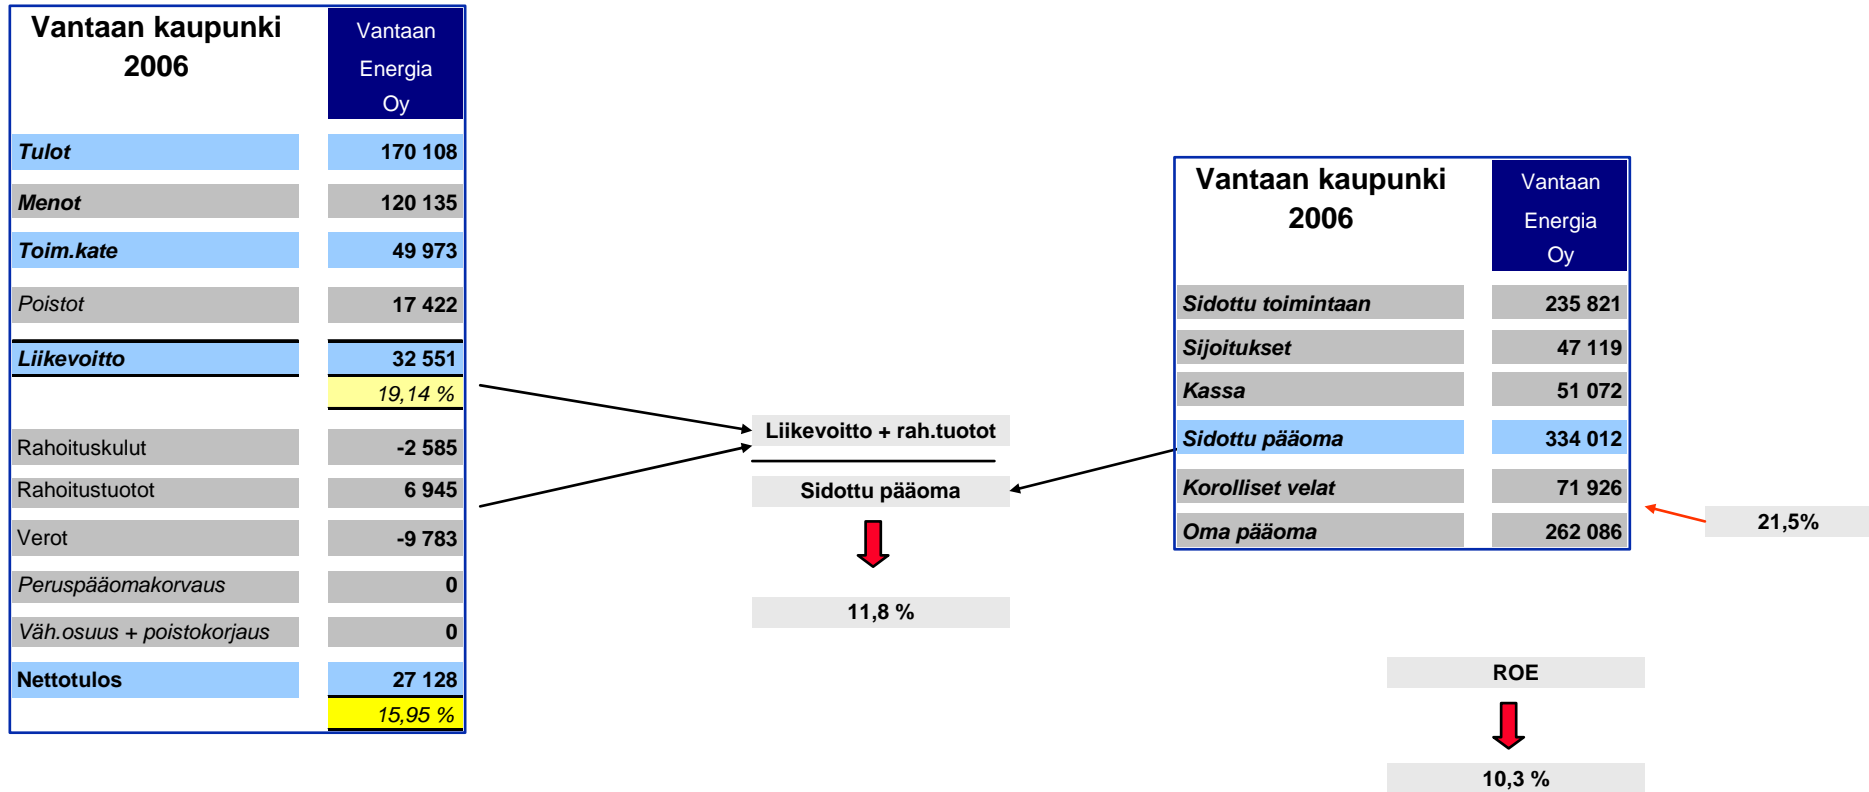 Vantaan kaupunki
2006
Vantaan
Energia
Oy
Tulot 170 108
Menot 120 135
Toim.kate 49 973
Poistot 17 422
Liikevoitto 32 551
19,14 %
Rahoituskulut -2 585
Rahoitustuotot 6 945
Verot -9 783
Peruspääomakorvaus 0
Väh.osuus + poistokorjaus 0
Nettotulos 27 128
15,95 %
Liikevoitto + rah.tuotot
Sidottu pääoma
11,8 %
Vantaan kaupunki
2006
Vantaan
Energia
Oy
Sidottu toimintaan 235 821
Sijoitukset 47 119
Kassa 51 072
Sidottu pääoma 334 012
Korolliset velat 71 926
Oma pääoma 262 086
21,5%
ROE
10,3 %